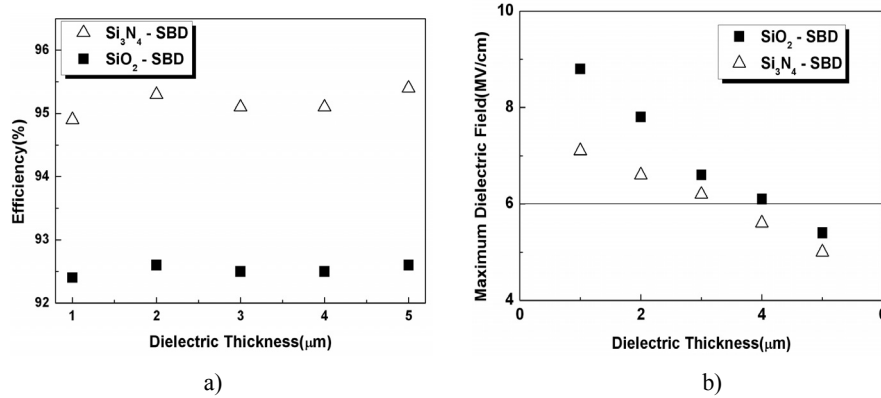 Si₃N₄ - SBD
SiO₂ - SBD
96
95
94
93
92
1
2
3
4
5
Efficiency(%)
Dielectric Thickness(μm)
a)
SiO₂ - SBD
Si₃N₄ - SBD
10
8
6
4
0
2
4
6
Maximum Dielectric Field(MV/cm)
Dielectric Thickness(μm)
b)